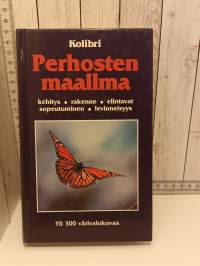 Kolibri
Perhosten
maailma
kehitys • rakenne • elintavat
sopeutuminen • levinneisyys
Yli 300 värivalokuvaa